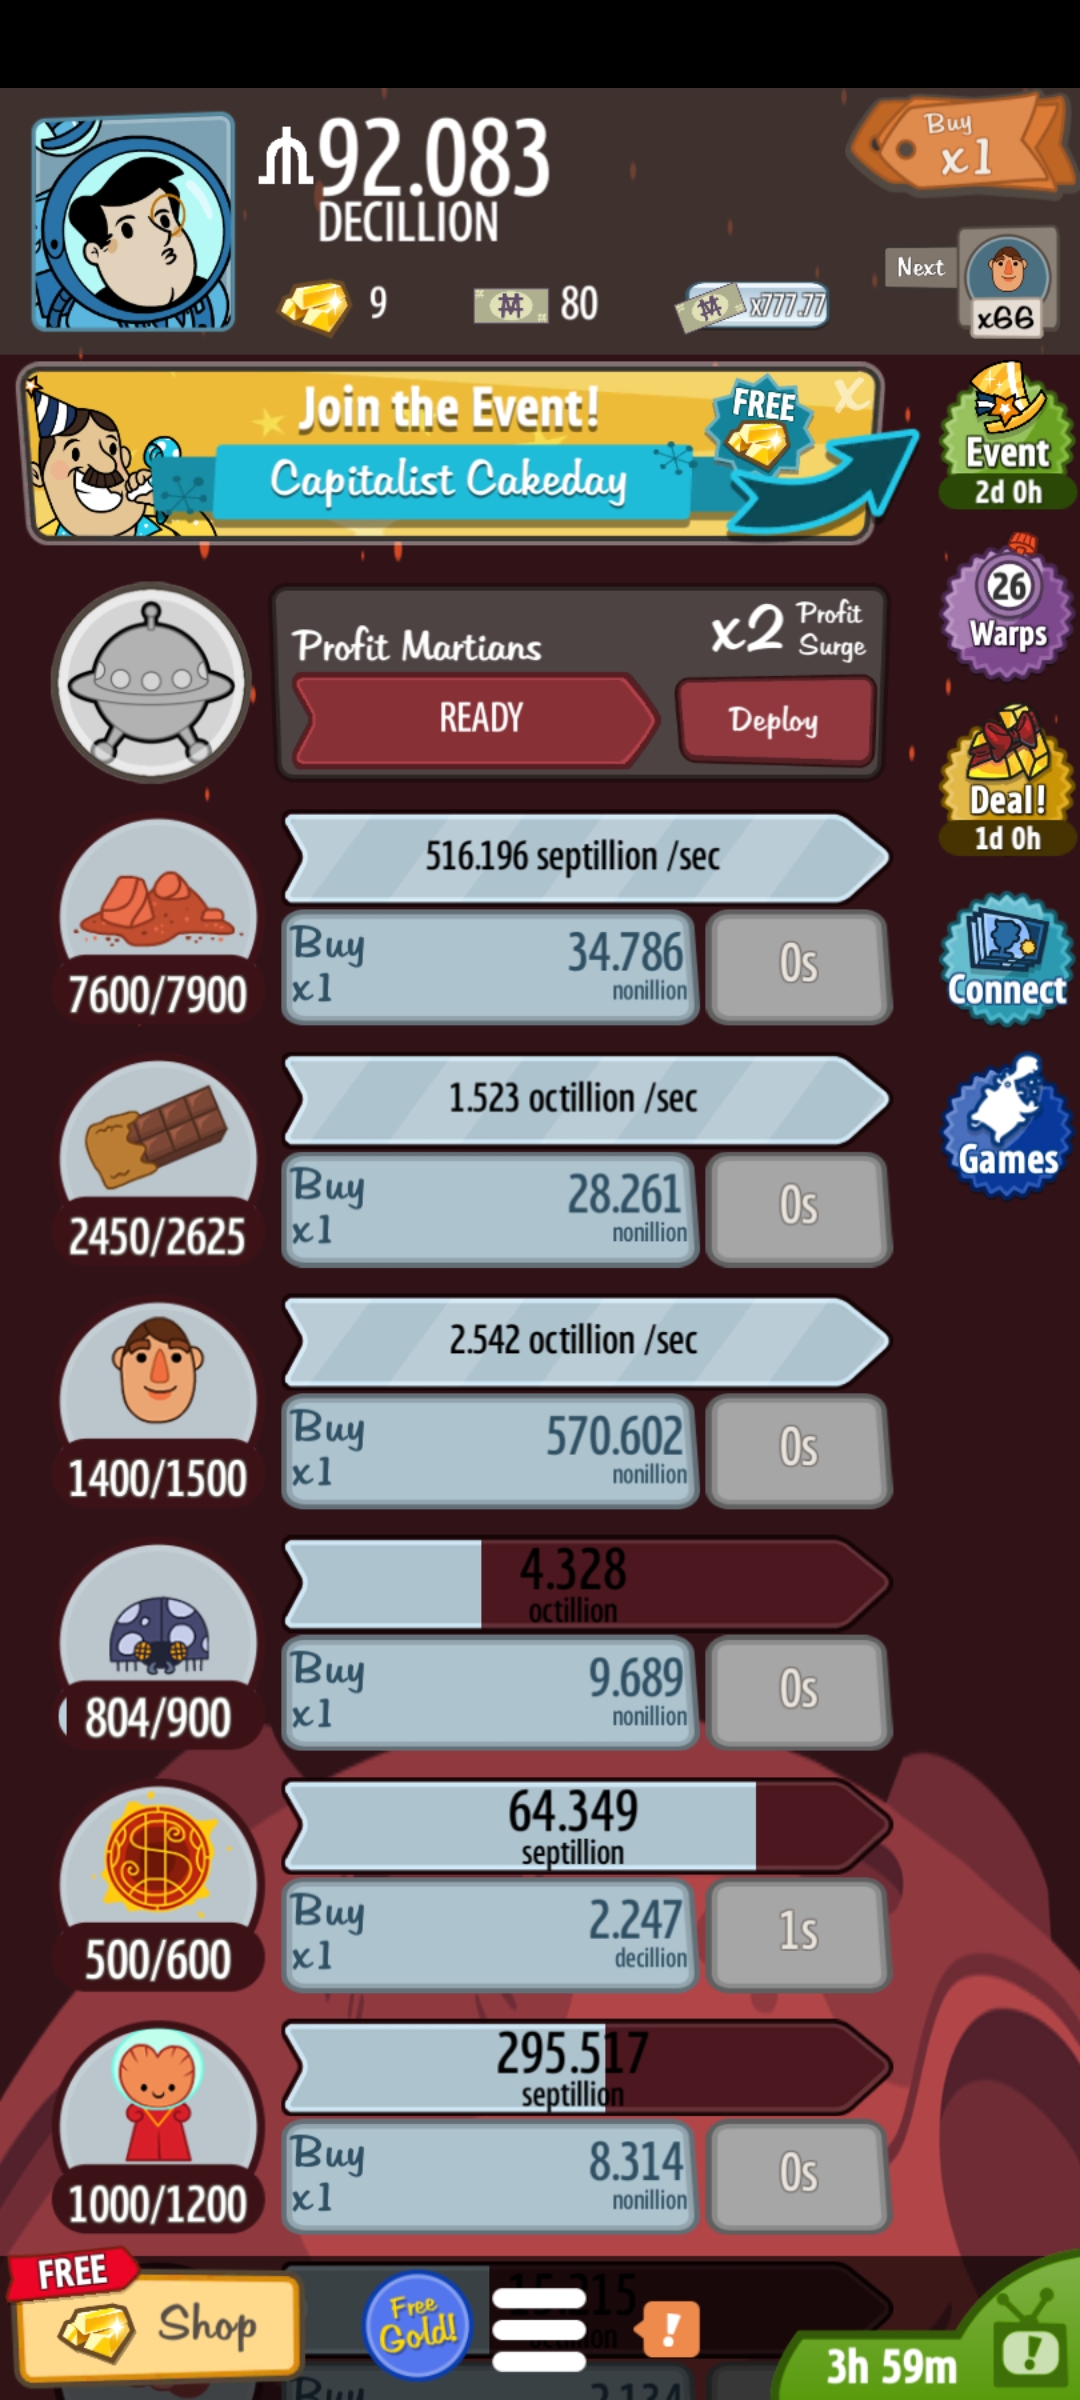 92.083
DECILLION
Buy
x1
9
80
x777.77
Next
x66
Join the Event!
FREE
Capitalist Cakeday
x
Event
2d 0h
26
Warps
Profit Martians
x2 Profit
Surge
READY
Deploy
Deal!
1d 0h
516.196 septillion /sec
7600/7900
Buy
x1
34.786
nonillion
0s
Connect
1.523 octillion /sec
2450/2625
Buy
x1
28.261
nonillion
0s
Games
2.542 octillion /sec
1400/1500
Buy
x1
570.602
nonillion
0s
4.328
octillion
804/900
Buy
x1
9.689
nonillion
0s
64.349
septillion
500/600
Buy
x1
2.247
decillion
1s
295.517
septillion
1000/1200
Buy
x1
8.314
nonillion
0s
FREE
Shop
Free
Gold!
!
3h 59m
!
Buy
2.134